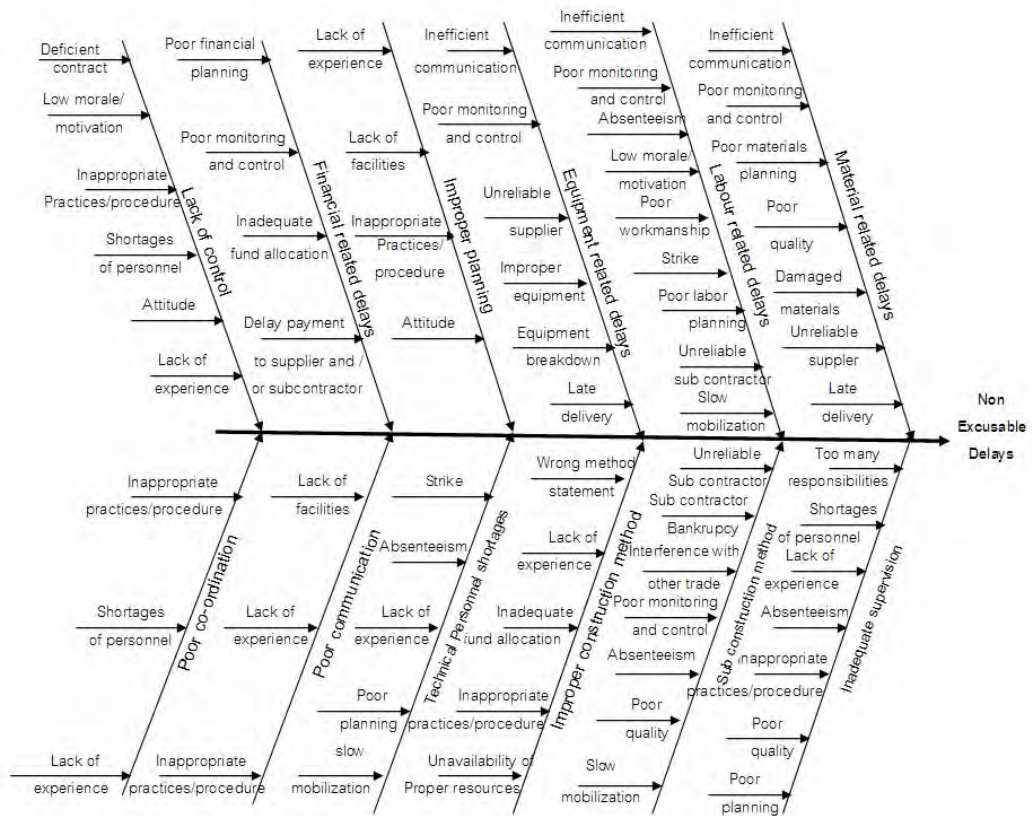 Deficient
contract
Low morale/
motivation
Inappropriate
Practices/procedure
Shortages
of personnel
Attitude
Lack of
experience
Lack of control
Poor financial
planning
Poor monitoring
and control
Inadequate
fund allocation
Delay payment
to supplier and /
or subcontractor
Financial related delays
Lack of
experience
Lack of
facilities
Inappropriate
Practices/
procedure
Attitude
Improper planning
Inefficient
communication
Poor monitoring
and control
Unreliable
supplier
Improper
equipment
Equipment
breakdown
Late
delivery
Equipment related delays
Inefficient
communication
Poor monitoring
and control
Absenteeism
Low morale/
motivation
Poor
workmanship
Strike
Poor labor
planning
Unreliable
sub contractor
Slow
mobilization
Labour related delays
Inefficient
communication
Poor monitoring
and control
Poor materials
planning
Poor
quality
Damaged
materials
Unreliable
suppler
Late
delivery
Material related delays
Non
Excusable
Delays
Inappropriate
practices/procedure
Shortages
of personnel
Lack of
experience
Poor co-ordination
Lack of
facilities
Lack of
experience
Inappropriate
practices/procedure
Poor communication
Strike
Absenteeism
Lack of
experience
Poor
planning
slow
mobilization
Technical Personnel shortages
Wrong method
statement
Lack of
experience
Inadequate
fund allocation
Inappropriate
practices/procedure
Unavailability of
Proper resources
Improper construction method
Unreliable
Sub contractor
Sub contractor
Bankrupcy
Interference with
other trade
Poor monitoring
and control
Absenteeism
Poor
quality
Slow
mobilization
Sub construction method
Too many
responsibilities
Shortages
of personnel
Lack of
experience
Absenteeism
Inappropriate
practices/procedure
Poor
quality
Poor
planning
Inadequate supervision